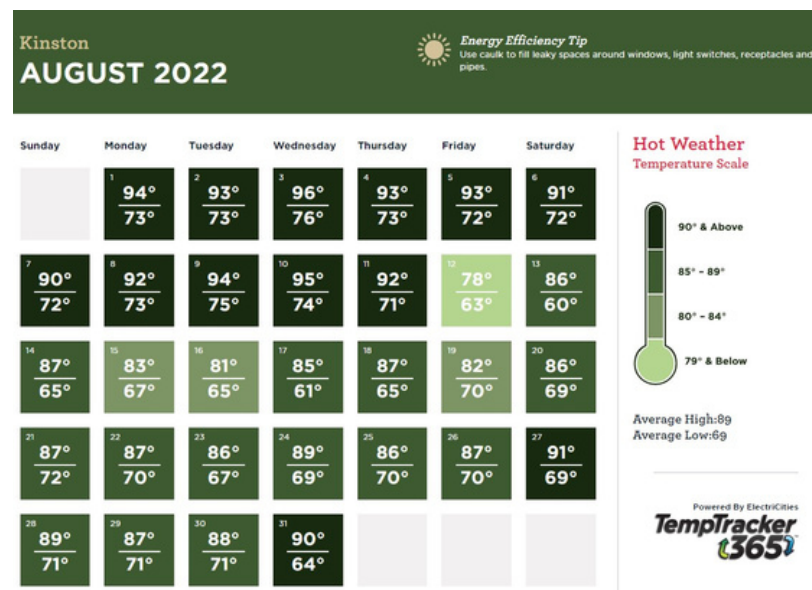 Kinston
AUGUST 2022
Energy Efficiency Tip
Use caulk to fill leaky spaces around windows, light switches, receptacles and
pipes.
Sunday Monday Tuesday Wednesday Thursday Friday Saturday
1 2 3 4 5 6
94° 93° 96° 93° 93° 91°
73° 73° 76° 73° 72° 72°
7 8 9 10 11 12 13
90° 92° 94° 95° 92° 78° 86°
72° 73° 75° 74° 71° 63° 60°
14 15 16 17 18 19 20
87° 83° 81° 85° 87° 82° 86°
65° 67° 65° 61° 65° 70° 69°
21 22 23 24 25 26 27
87° 87° 86° 89° 86° 87° 91°
72° 70° 67° 69° 70° 70° 69°
28 29 30 31
89° 87° 88° 90°
71° 71° 71° 64°
Hot Weather
Temperature Scale
90° & Above
85° - 89°
80° - 84°
79° & Below
Average High:89
Average Low:69
Powered By ElectriCities
TempTracker
365